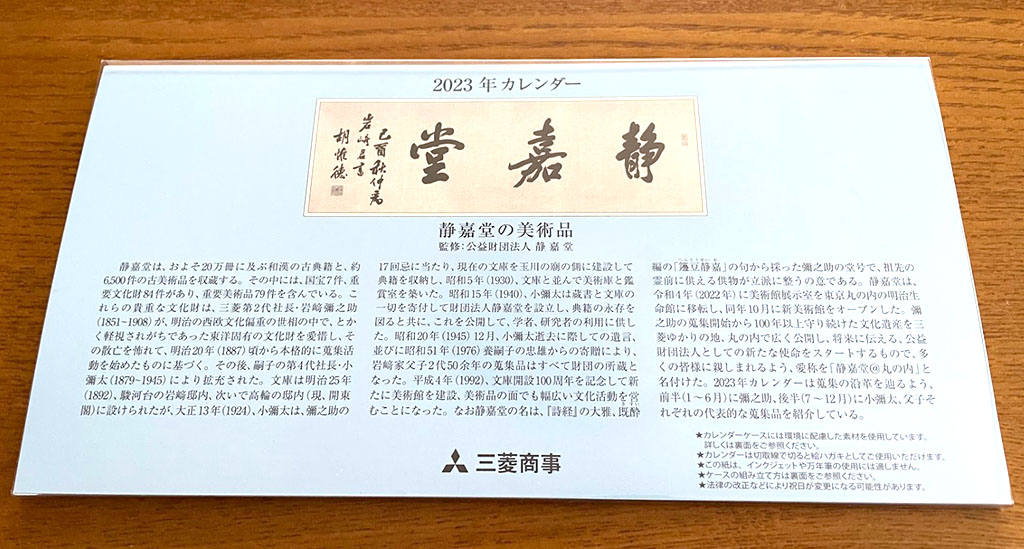 2023年カレンダー
静嘉堂
己酉秋仲為
岩崎君書
胡惟德
静嘉堂の美術品
監修：公益財団法人 静嘉堂
静嘉堂は、およそ20万冊に及ぶ和漢の古典籍と、約
6,500件の古美術品を収蔵する。その中には、国宝7件、重
要文化財84件があり、重要美術品79件を含んでいる。こ
れらの貴重な文化財は、三菱第2代社長・岩﨑彌之助
(1851~1908)が、明治の西欧文化偏重の世相の中で、とか
く軽視されがちであった東洋固有の文化財を愛惜し、そ
の散亡を怖れて、明治20年(1887)頃から本格的に蒐集活
動を始めたものに基づく。その後、嗣子の第4代社長・小
彌太(1879~1945)により拡充された。文庫は明治25年
(1892)、駿河台の岩﨑邸内、次いで高輪の邸内(現、開東
閣)に設けられたが、大正13年(1924)、小彌太は、彌之助の
17回忌に当たり、現在の文庫を玉川の廟の側に建設して
典籍を収納し、昭和5年(1930)、文庫と並んで美術庫と鑑
賞室を築いた。昭和15年(1940)、小彌太は蔵書と文庫の
一切を寄付して財団法人静嘉堂を設立し、典籍の永存を
図ると共に、これを公開して、学者、研究者の利用に供し
た。昭和20年(1945)12月、小彌太逝去に際しての遺言、
並びに昭和51年(1976)養嗣子の忠雄からの寄贈により、
岩﨑家父子2代50余年の蒐集品はすべて財団の所蔵と
なった。平成4年(1992)、文庫開設100周年を記念して新
たに美術館を建設、美術品の面でも幅広い文化活動を営
むことになった。なお静嘉堂の名は、『詩経』の大雅、既酔
編の「籩豆静嘉」の句から採った彌之助の堂号で、祖先の
霊前に供える供物が立派に整うの意である。静嘉堂は、
令和4年(2022年)に美術館展示室を東京丸の内の明治生
命館に移転し、同年10月に新美術館をオープンした。彌
之助の蒐集開始から100年以上守り続けた文化遺産を三
菱ゆかりの地、丸の内で広く公開し、将来に伝える、公益
財団法人としての新たな使命をスタートするもので、多
くの皆様に親しまれるよう、愛称を「静嘉堂@丸の内」と
名付けた。2023年カレンダーは蒐集の沿革を辿るよう、
前半(1~6月)に彌之助、後半(7~12月)に小彌太、父子そ
れぞれの代表的な蒐集品を紹介している。
三菱商事
★カレンダーケースには環境に配慮した素材を使用しています。
詳しくは裏面をご参照ください。
★カレンダーは切取線で切ると絵ハガキとしてご使用いただけます。
★この紙は、インクジェットや万年筆の使用には適しません。
★ケースの組み立て方は裏面をご参照ください。
★法律の改正などにより祝日が変更になる可能性があります。